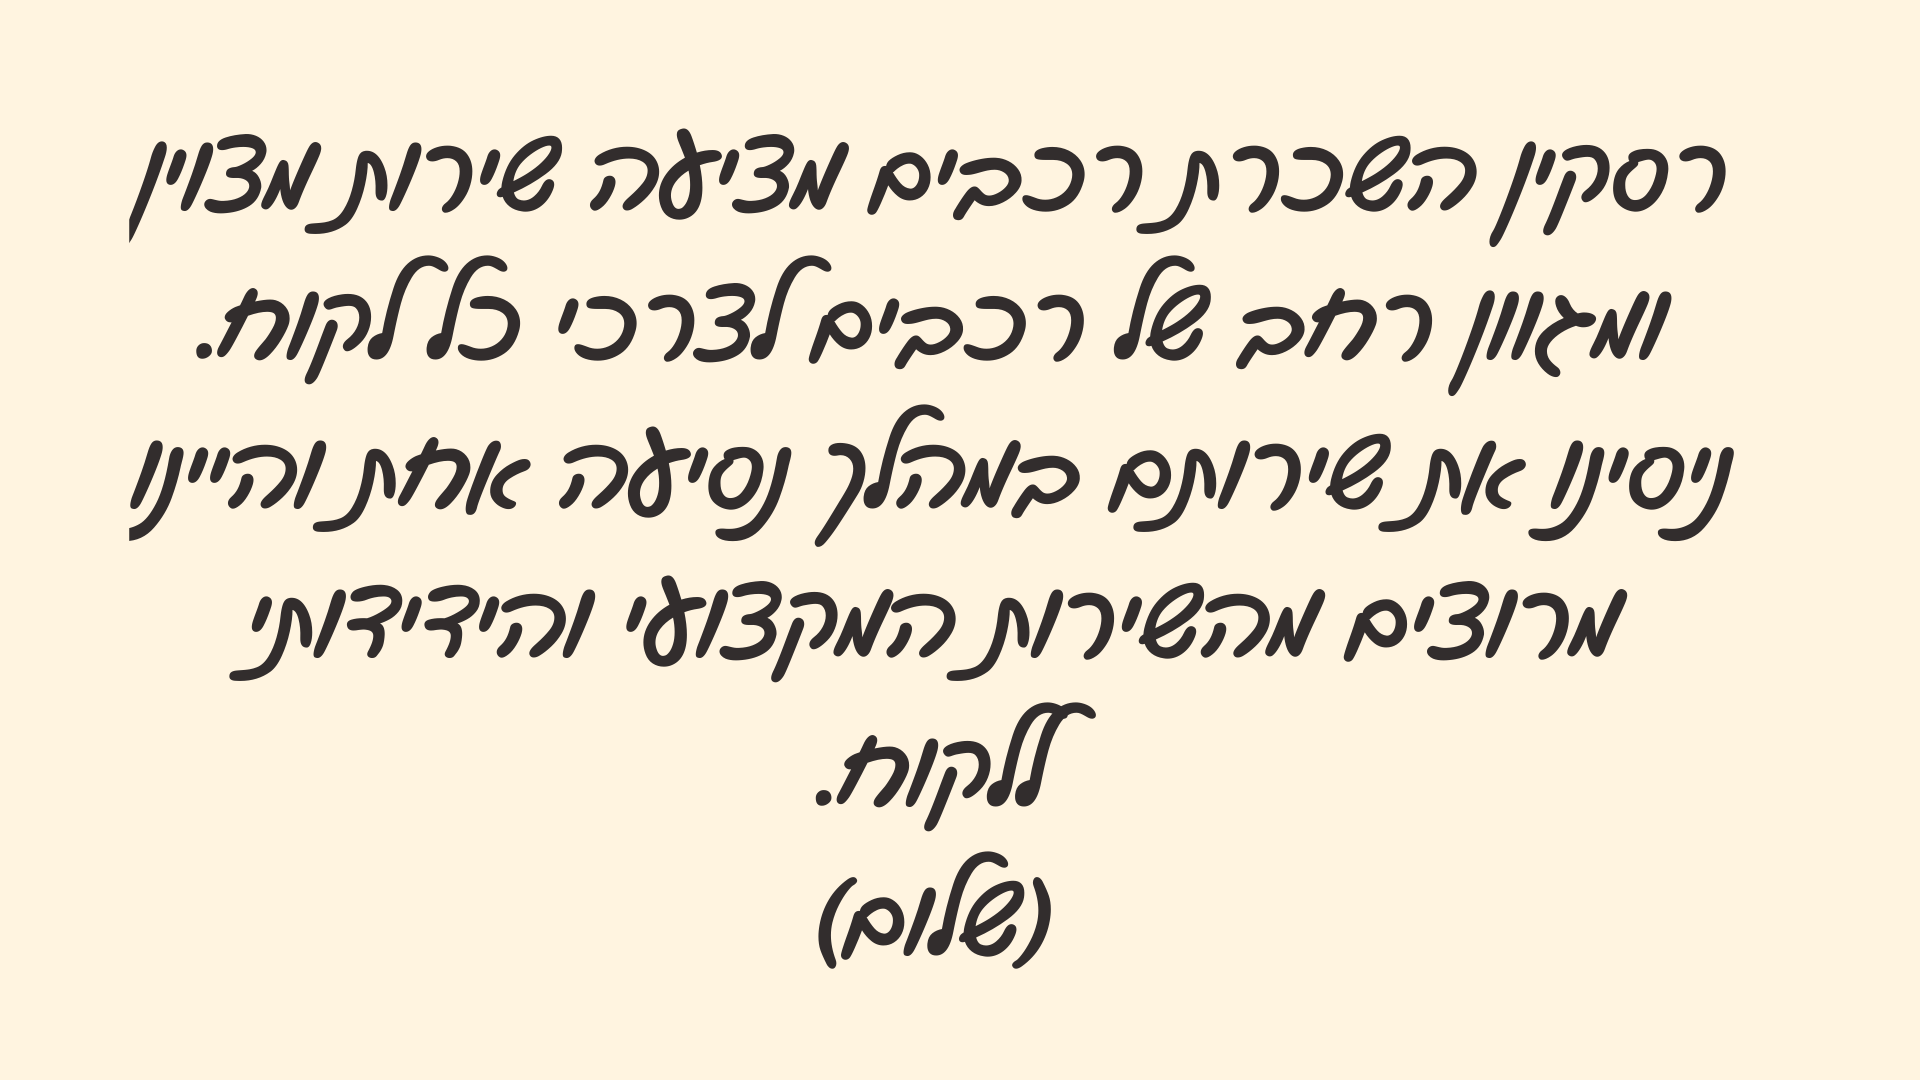 רסקין השכרת רכבים מציעה שירות מצוין
ומגוון רחב של רכבים לצרכי כל לקוח.
ניסינו את שירותם במהלך נסיעה אחת והיינו
מרוצים מהשירות המקצועי והידידותי
ללקוח.
(שלום)